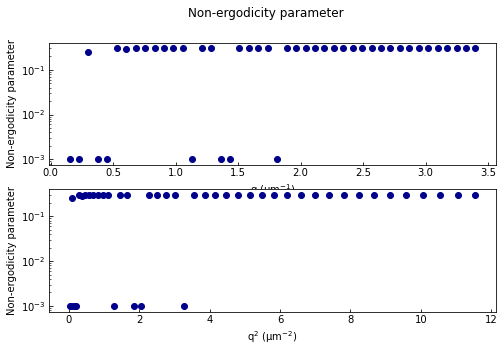 Non-ergodicity parameter
Non-ergodicity parameter
10⁻¹
10⁻²
10⁻³
0.0 0.5 1.0 1.5 2.0 2.5 3.0 3.5
q (µm⁻¹)
Non-ergodicity parameter
10⁻¹
10⁻²
10⁻³
0 2 4 6 8 10 12
q² (µm⁻²)